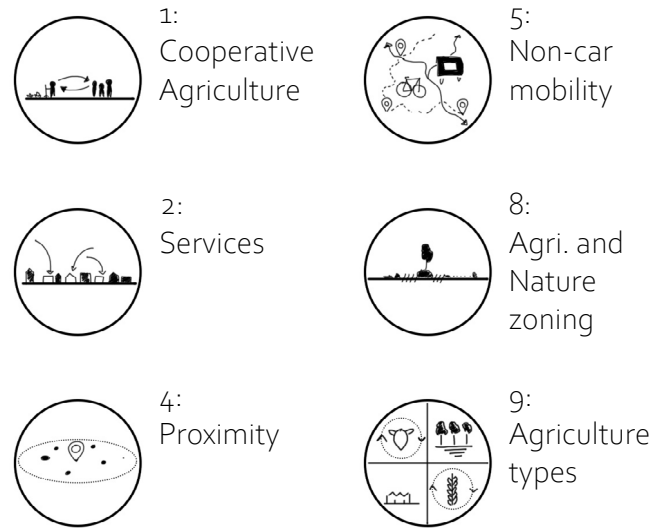 1:
Cooperative
Agriculture
2:
Services
4:
Proximity
5:
Non-car
mobility
8:
Agri. and
Nature
zoning
9:
Agriculture
types